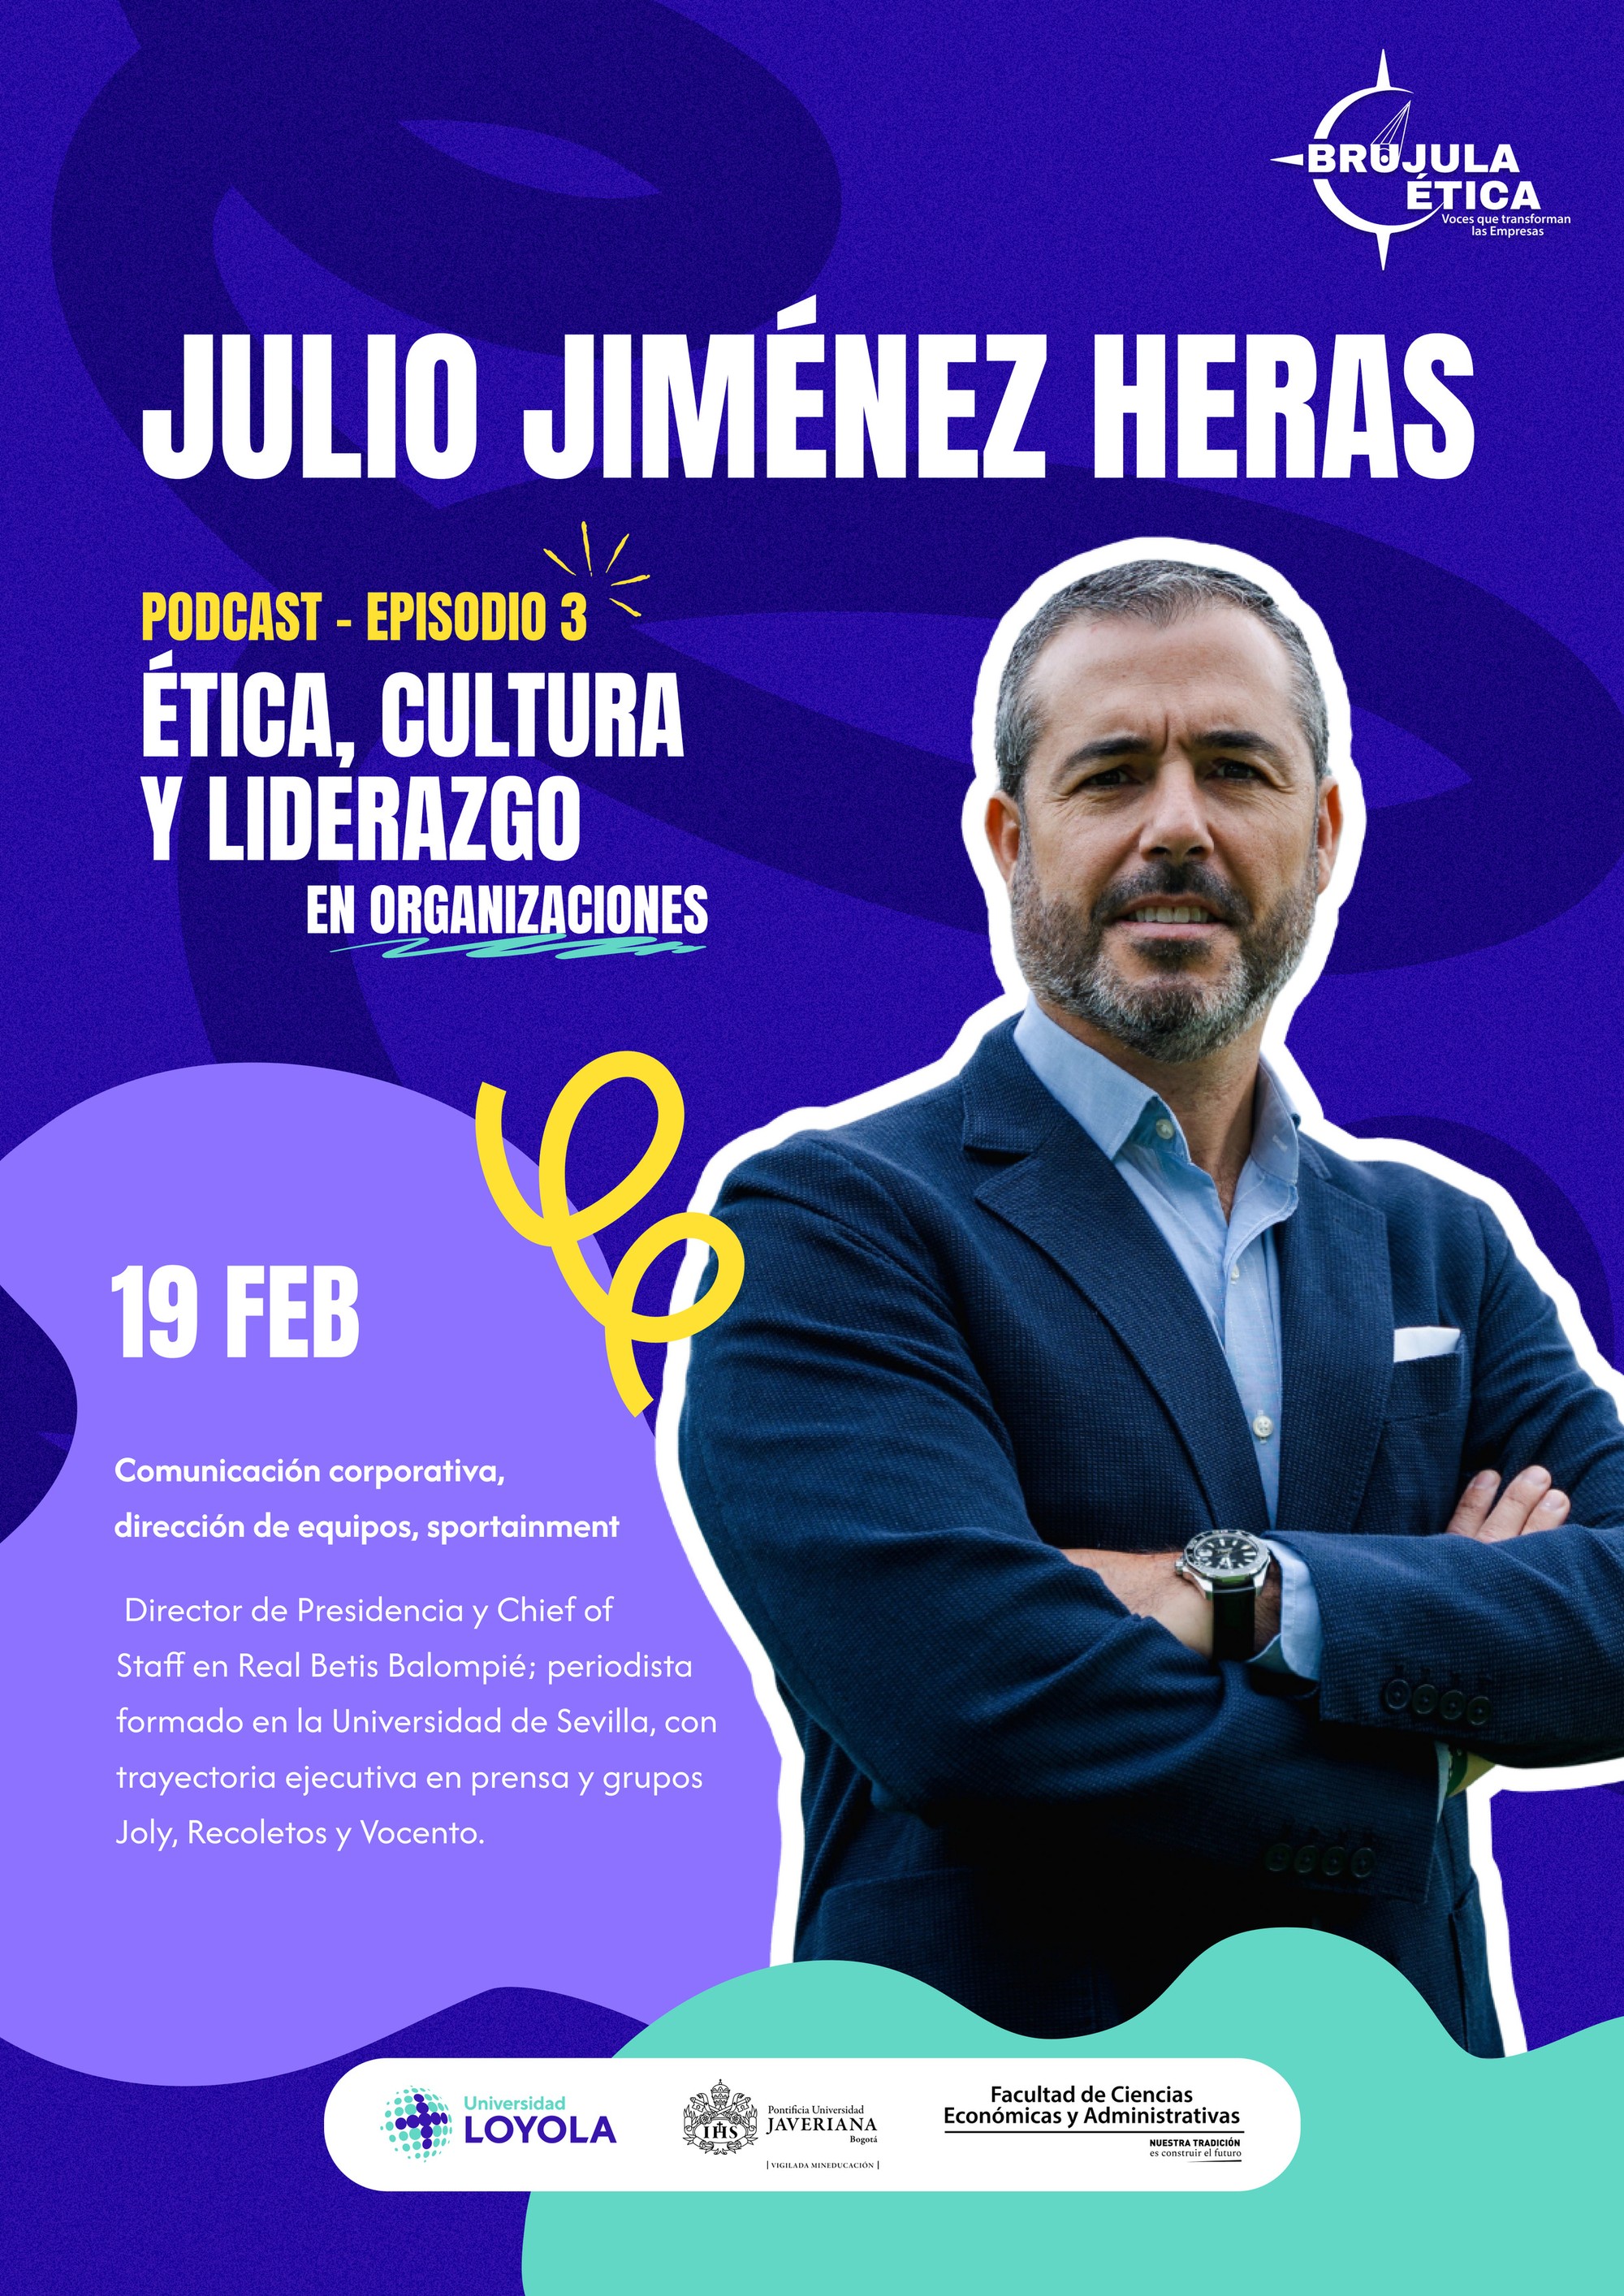 BRÚJULA
ÉTICA
Voces que transforman
las Empresas
JULIO JIMÉNEZ HERAS
PODCAST - EPISODIO 3
ÉTICA, CULTURA
Y LIDERAZGO
EN ORGANIZACIONES
19 FEB
Comunicación corporativa,
dirección de equipos, sportainment
Director de Presidencia y Chief of
Staff en Real Betis Balompié; periodista
formado en la Universidad de Sevilla, con
trayectoria ejecutiva en prensa y grupos
Joly, Recoletos y Vocento.
Universidad
LOYOLA
IHS
Pontificia Universidad
JAVERIANA
Bogotá
| VIGILADA MINEDUCACIÓN |
Facultad de Ciencias
Económicas y Administrativas
NUESTRA TRADICIÓN
es construir el futuro